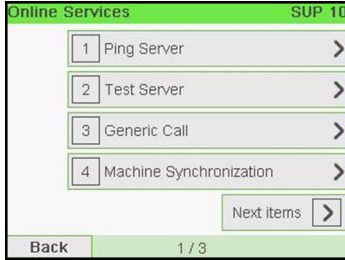 Online Services SUP 10
1 Ping Server
2 Test Server
3 Generic Call
4 Machine Synchronization
Next items
Back 1 / 3